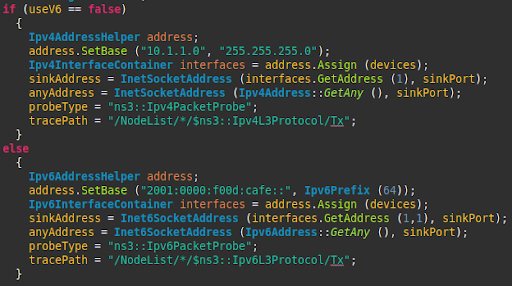 if (useV6 == false)
  {
    Ipv4AddressHelper address;
    address.SetBase ("10.1.1.0", "255.255.255.0");
    Ipv4InterfaceContainer interfaces = address.Assign (devices);
    sinkAddress = InetSocketAddress (interfaces.GetAddress (1), sinkPort);
    anyAddress = InetSocketAddress (Ipv4Address::GetAny (), sinkPort);
    probeType = "ns3::Ipv4PacketProbe";
    tracePath = "/NodeList/*/$ns3::Ipv4L3Protocol/Tx";
  }
else
  {
    Ipv6AddressHelper address;
    address.SetBase ("2001:0000:f00d:cafe::", Ipv6Prefix (64));
    Ipv6InterfaceContainer interfaces = address.Assign (devices);
    sinkAddress = Inet6SocketAddress (interfaces.GetAddress (1,1), sinkPort);
    anyAddress = Inet6SocketAddress (Ipv6Address::GetAny (), sinkPort);
    probeType = "ns3::Ipv6PacketProbe";
    tracePath = "/NodeList/*/$ns3::Ipv6L3Protocol/Tx";
  }